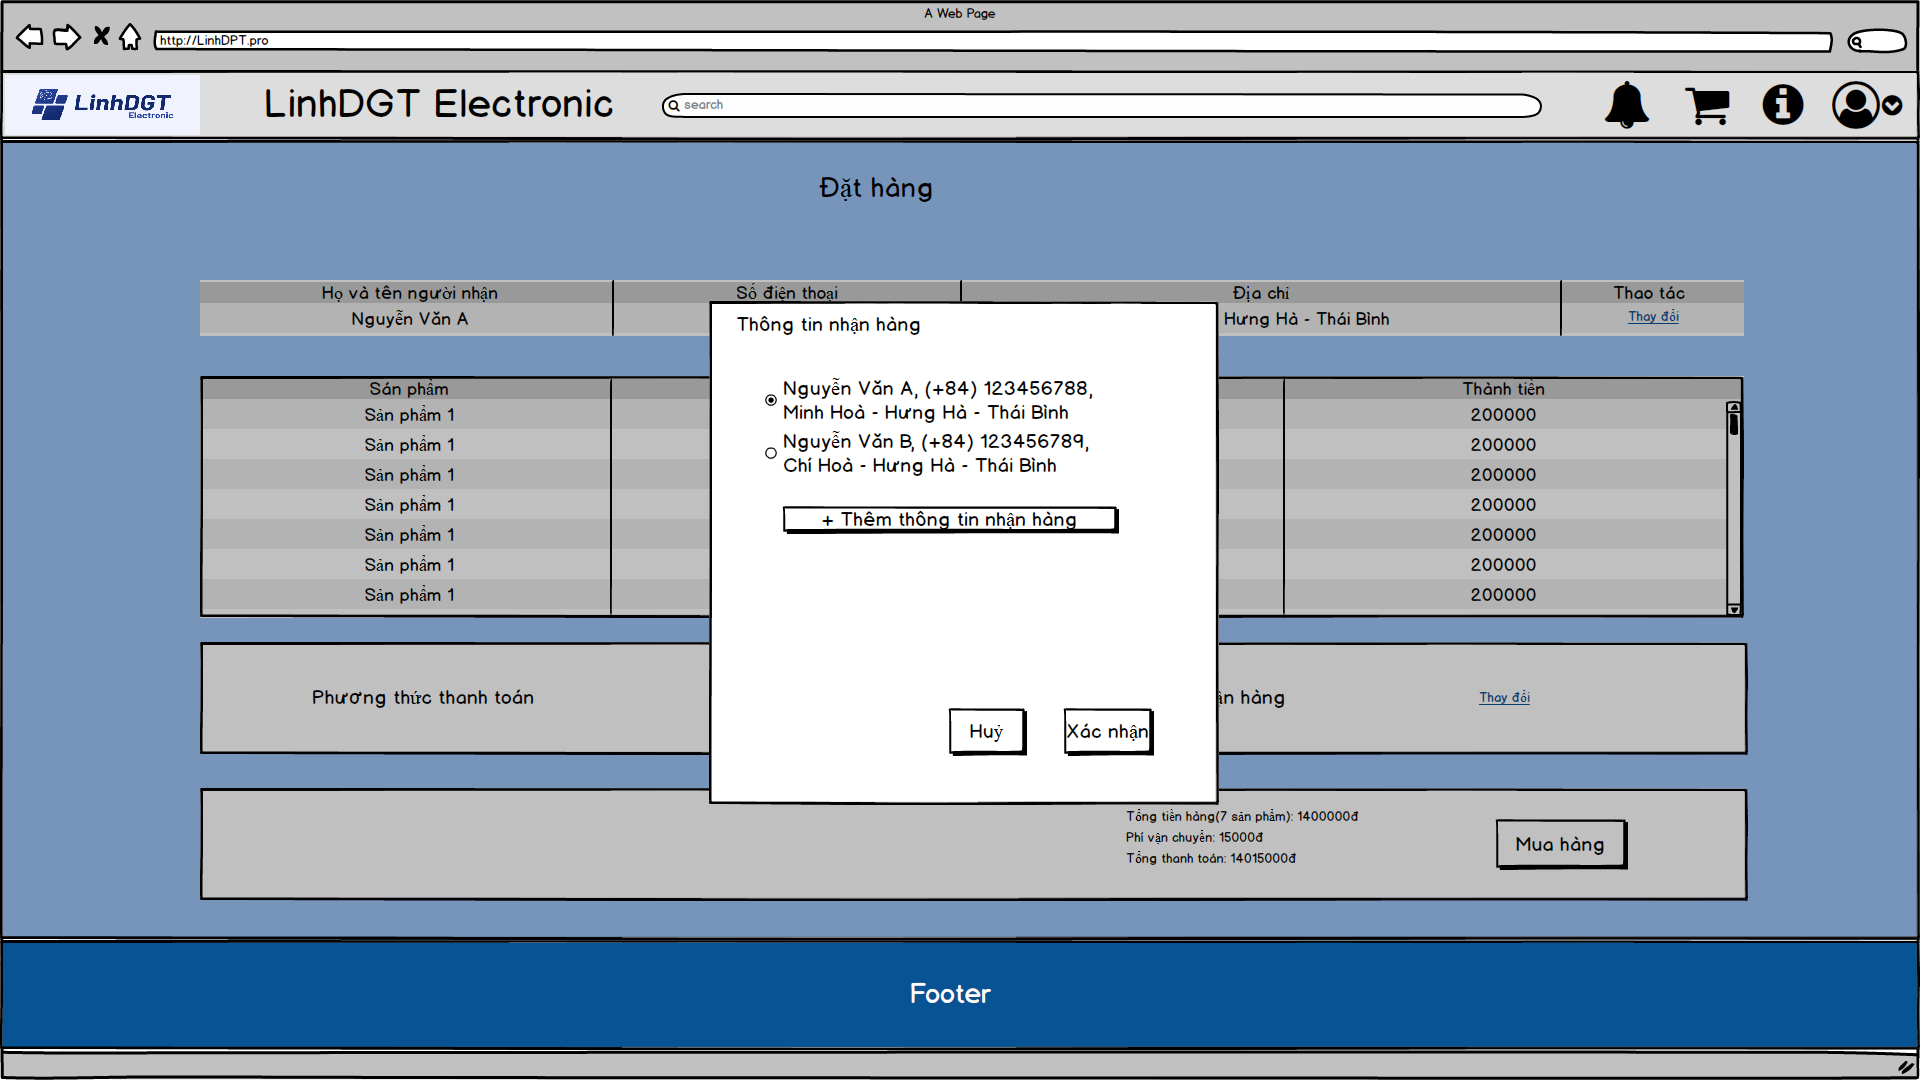 A Web Page
http://LinhDPT.pro
LinhDGT
Electronic
LinhDGT Electronic
search
Đặt hàng
Họ và tên người nhận
Số điện thoại
Địa chỉ
Thao tác
Nguyễn Văn A
Hưng Hà - Thái Bình
Thay đổi
Thông tin nhận hàng
Nguyễn Văn A, (+84) 123456788,
Minh Hoà - Hưng Hà - Thái Bình
Nguyễn Văn B, (+84) 123456789,
Chí Hoà - Hưng Hà - Thái Bình
+ Thêm thông tin nhận hàng
Huỷ
Xác nhận
Sản phẩm
Thành tiền
Sản phẩm 1
200000
Sản phẩm 1
200000
Sản phẩm 1
200000
Sản phẩm 1
200000
Sản phẩm 1
200000
Sản phẩm 1
200000
Sản phẩm 1
200000
Phương thức thanh toán
hàng
Thay đổi
Tổng tiền hàng(7 sản phẩm): 1400000đ
Phí vận chuyển: 15000đ
Tổng thanh toán: 14015000đ
Mua hàng
Footer